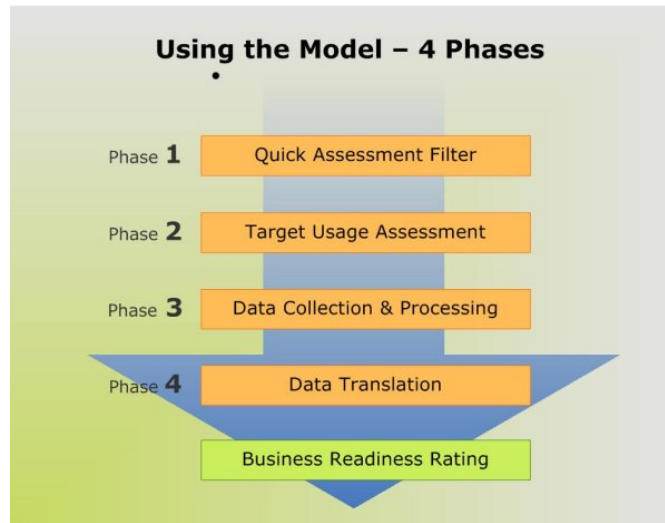 Using the Model – 4 Phases
•
Phase 1 Quick Assessment Filter
Phase 2 Target Usage Assessment
Phase 3 Data Collection & Processing
Phase 4 Data Translation
Business Readiness Rating